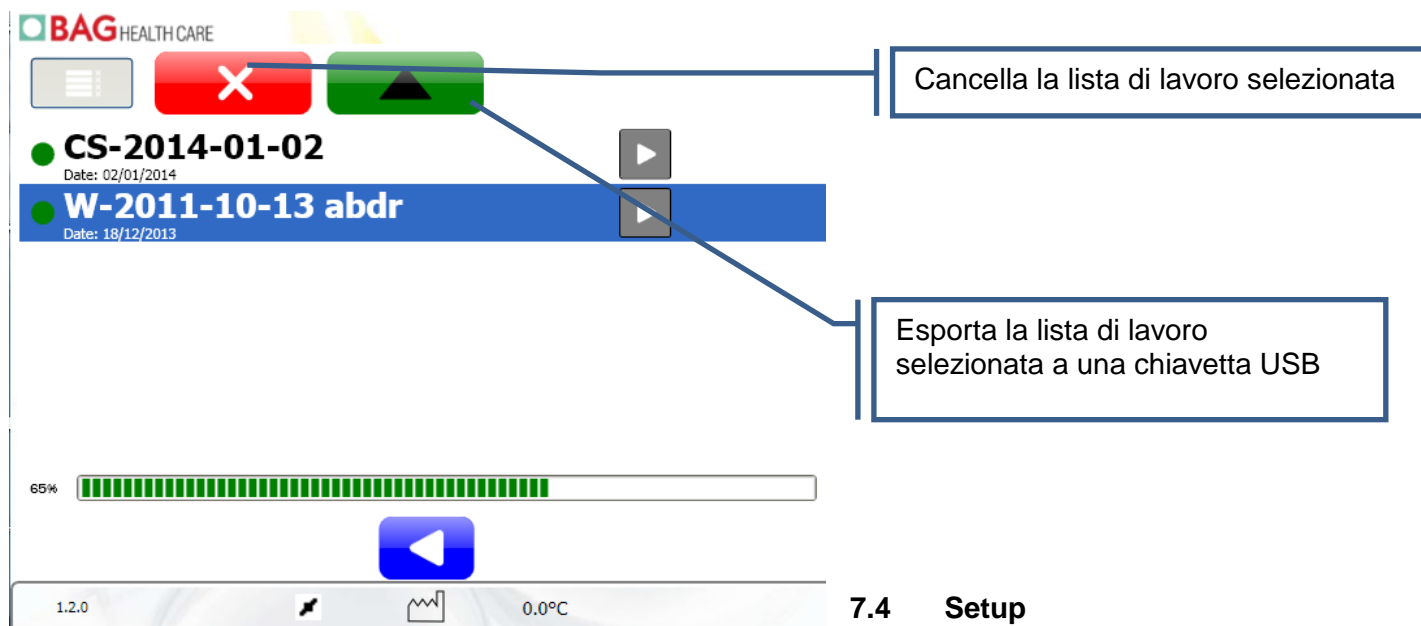 BAG HEALTH CARE
Cancella la lista di lavoro selezionata
CS-2014-01-02
Date: 02/01/2014
W-2011-10-13 abdr
Date: 18/12/2013
Esporta la lista di lavoro
selezionata a una chiavetta USB
65%
1.2.0
0.0°C
7.4 Setup